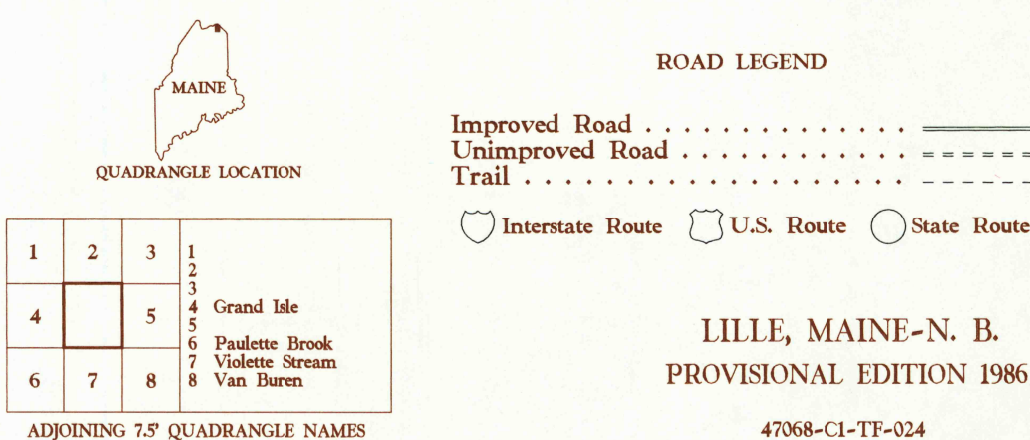 MAINE
QUADRANGLE LOCATION
1 2 3
4 5
6 7 8
1
2
3
4 Grand Isle
5
6 Paulette Brook
7 Violette Stream
8 Van Buren
ADJOINING 7.5' QUADRANGLE NAMES
ROAD LEGEND
Improved Road . . . . . . . . . . . . . .
Unimproved Road . . . . . . . . . . . .
Trail . . . . . . . . . . . . . . . . . . . .
Interstate Route U.S. Route State Route
LILLE, MAINE-N. B.
PROVISIONAL EDITION 1986
47068-C1-TF-024